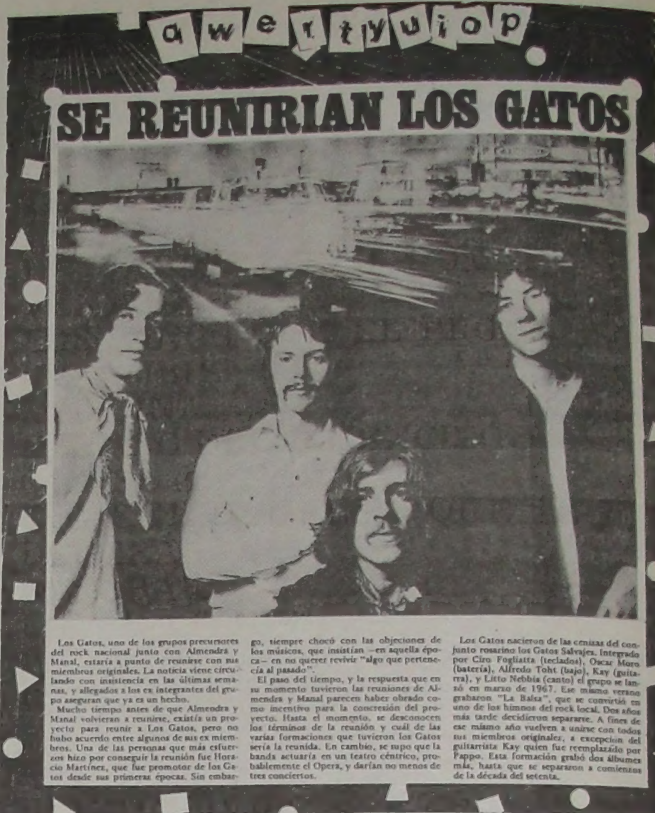 qwertyuiop
SE REUNIRIAN LOS GATOS
Los Gatos, uno de los grupos precursores
del rock nacional junto con Almendra y
Manal, estaría a punto de reunirse con sus
miembros originales. La noticia viene circu-
lando con insistencia en las últimas sema-
nas, y allegados a los ex integrantes del gru-
po aseguran que ya es un hecho.
Mucho tiempo antes de que Almendra y
Manal volvieran a reunirse, existía un pro-
yecto para reunir a Los Gatos, pero no
hubo acuerdo entre algunos de sus ex miem-
bros. Una de las personas que más esfuer-
zos hizo por conseguir la reunión fue Hora-
cio Martínez, que fue promotor de los Ga-
tos desde sus primeras épocas. Sin embar-
go, siempre chocó con las objeciones de
los músicos, que insistían —en aquella épo-
ca— en no querer revivir "algo que pertene-
cía al pasado".
El paso del tiempo, y la respuesta que en
su momento tuvieron las reuniones de Al-
mendra y Manal parecen haber obrado co-
mo incentivo para la concreción del pro-
yecto. Hasta el momento, se desconocen
los términos de la reunión y cuál de las
varias formaciones que tuvieron los Gatos
sería la reunida. En cambio, se supo que la
banda actuaría en un teatro céntrico, pro-
bablemente el Opera, y darían no menos de
tres conciertos.
Los Gatos nacieron de las cenizas del con-
junto rosarino los Gatos Salvajes. Integrado
por Ciro Fogliatta (teclados), Oscar Moro
(batería), Alfredo Toht (bajo), Kay (guita-
rra), y Litto Nebbia (canto) el grupo se lan-
zó en marzo de 1967. Ese mismo verano
grabaron "La Balsa", que se convirtió en
uno de los himnos del rock local. Dos años
más tarde decidieron separarse. A fines de
ese mismo año vuelven a unirse con todos
sus miembros originales, a excepción del
guitarrista Kay quien fue reemplazado por
Pappo. Esta formación grabó dos álbumes
más, hasta que se separaron a comienzos
de la década del setenta.